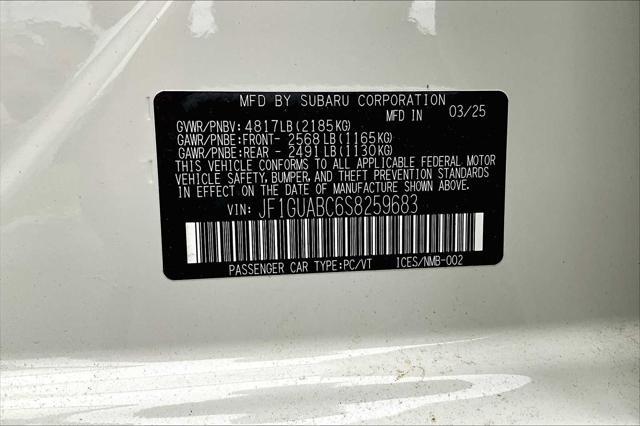 MFD BY SUBARU CORPORATION
MFD IN 03/25
GVWR/PNBV: 4817LB(2185KG)
GAWR/PNBE:FRONT- 2568LB(1165KG)
GAWR/PNBE:REAR - 2491LB(1130KG)
THIS VEHICLE CONFORMS TO ALL APPLICABLE FEDERAL MOTOR
VEHICLE SAFETY, BUMPER, AND THEFT PREVENTION STANDARDS
IN EFFECT ON THE DATE OF MANUFACTURE SHOWN ABOVE.
VIN: JF1GUABC6S8259683
PASSENGER CAR TYPE:PC/VT ICES/NMB-002